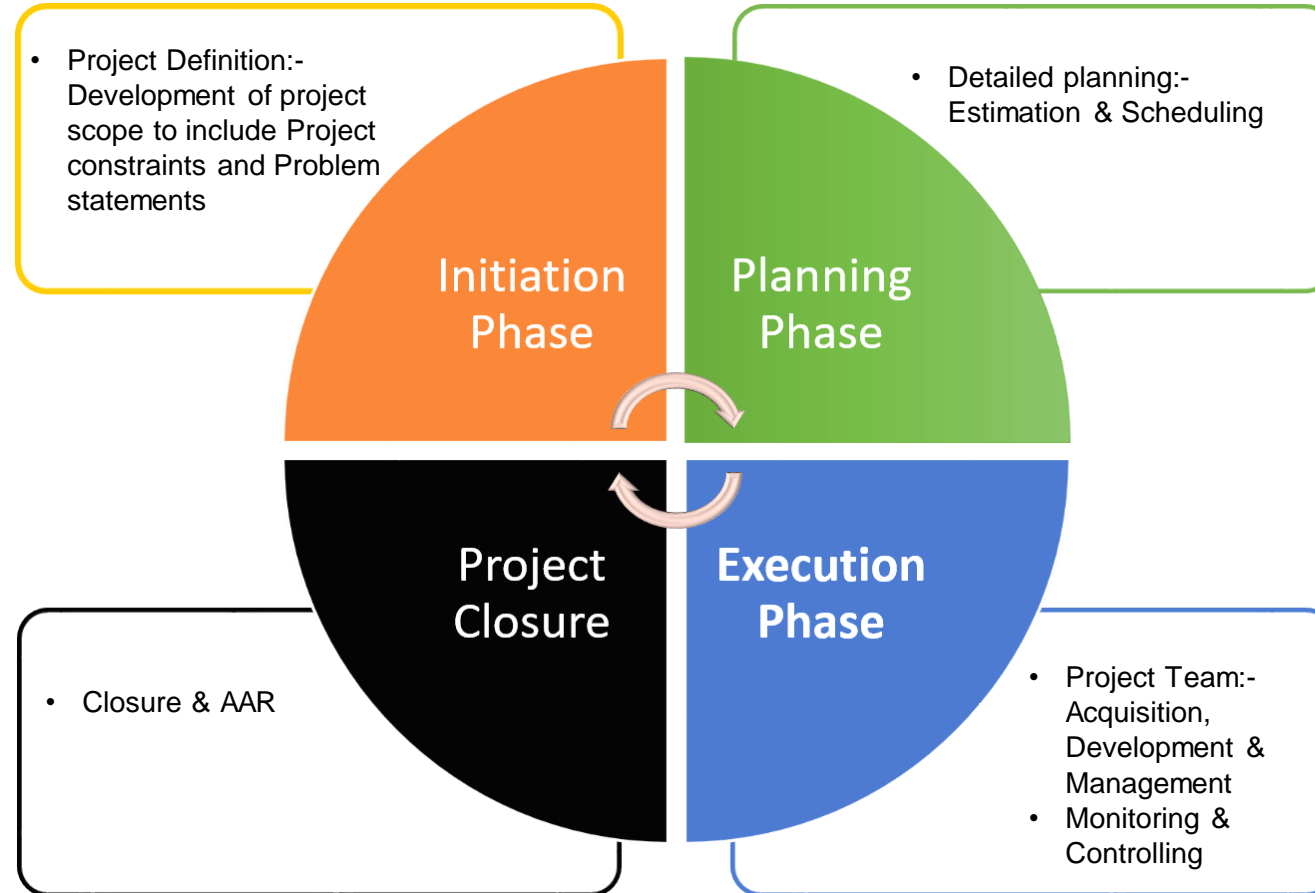 • Project Definition:-
Development of project
scope to include Project
constraints and Problem
statements
• Detailed planning:-
Estimation & Scheduling
Initiation
Phase
Planning
Phase
Project
Closure
Execution
Phase
• Closure & AAR
• Project Team:-
Acquisition,
Development &
Management
• Monitoring &
Controlling